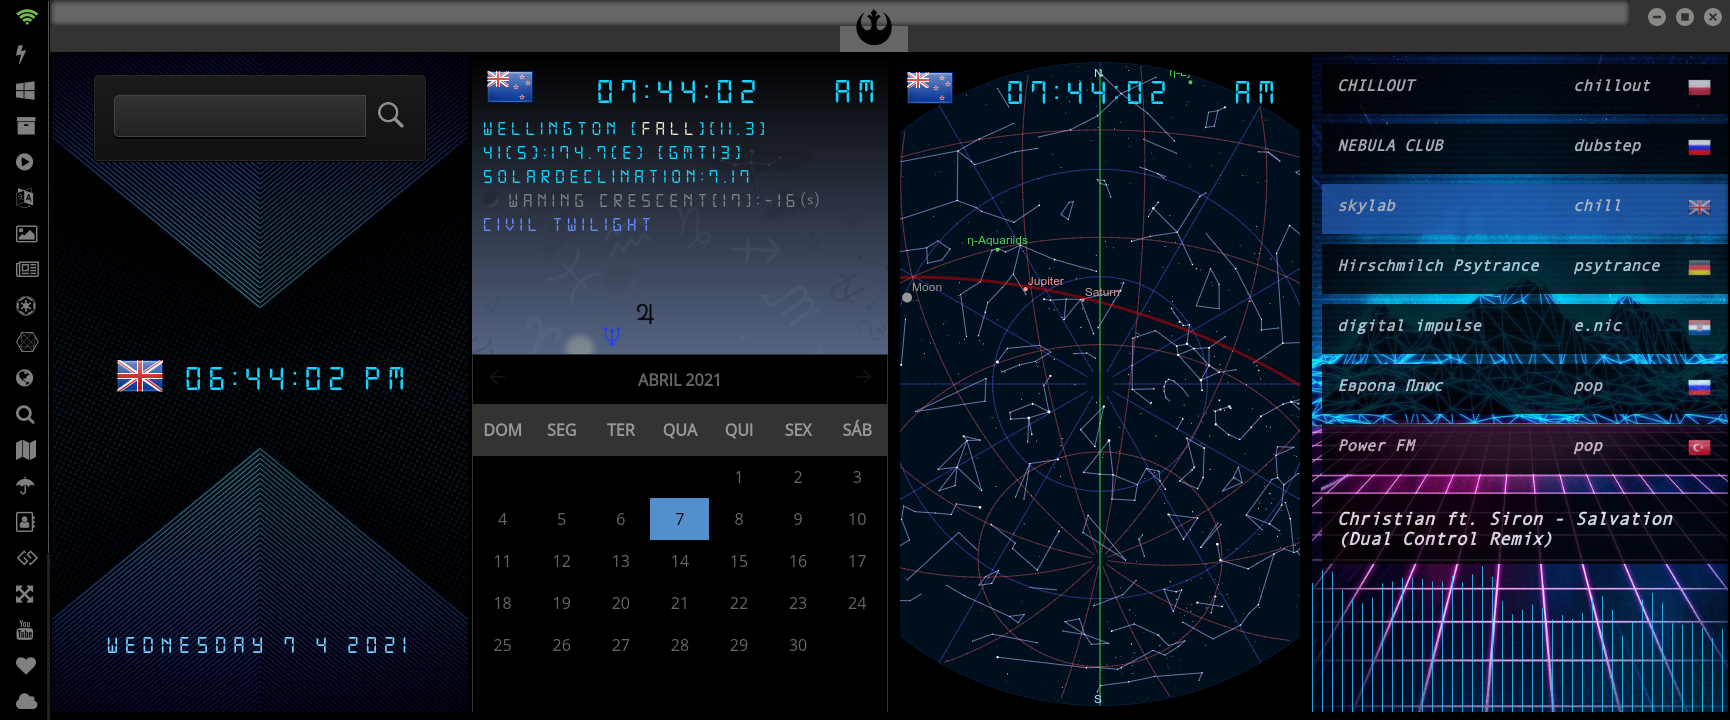 06:44:02 PM
WEDNESDAY 7 4 2021
07:44:02 AM
WELLINGTON [FALL][11.3]
41(S):174.7(E) [GMT13]
SOLARDECLINATION:7.17
WANING CRESCENT[17]:-16(s)
CIVIL TWILIGHT
ABRIL 2021
DOM SEG TER QUA QUI SEX SÁB
1 2 3
4 5 6 7 8 9 10
11 12 13 14 15 16 17
18 19 20 21 22 23 24
25 26 27 28 29 30
07:44:02 AM
N
η-Aquariids
Jupiter
Moon
Saturn
S
CHILLOUT chillout
NEBULA CLUB dubstep
skylab chill
Hirschmilch Psytrance psytrance
digital impulse e.nic
Европа Плюс pop
Power FM pop
Christian ft. Siron - Salvation
(Dual Control Remix)
You
Tube